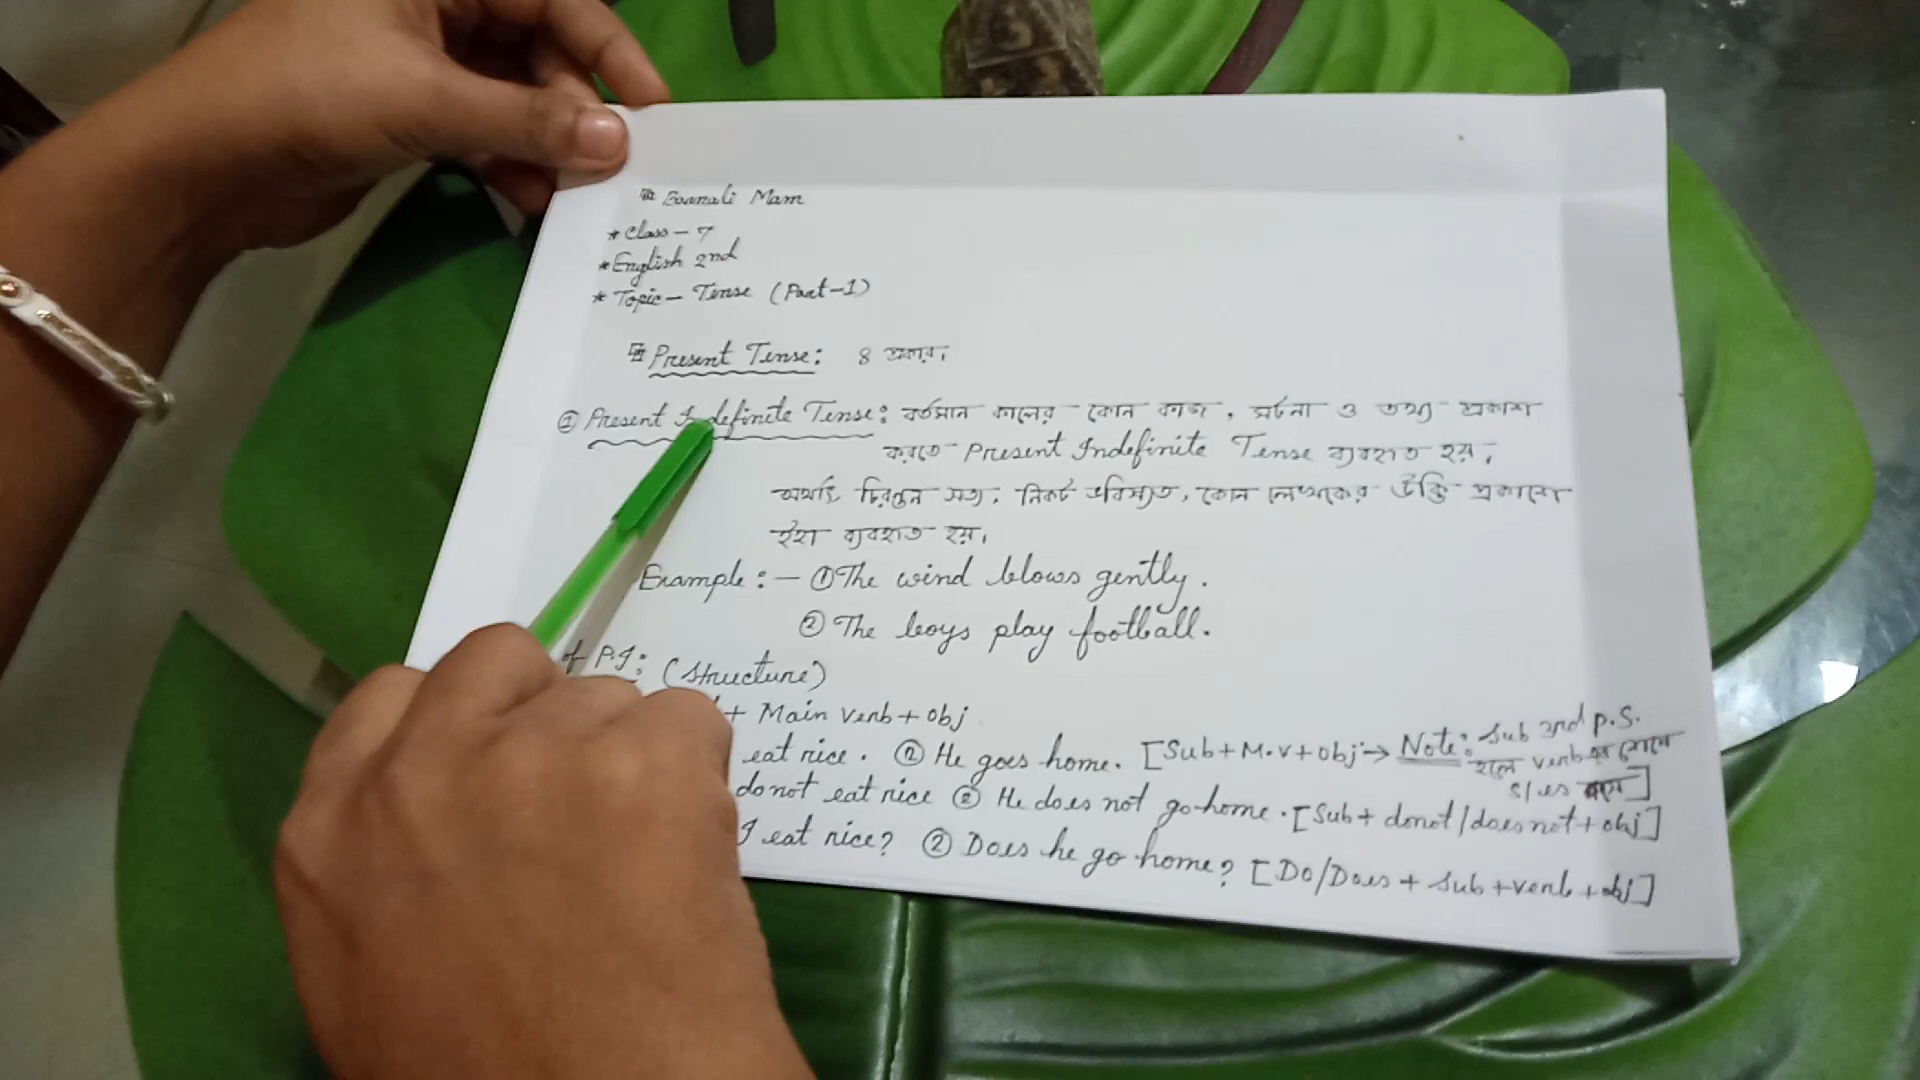 Barnali Mam
* Class - 7
* English 2nd
* Topic - Tense (Part-1)
Present Tense: ৪ প্রকার।
① Present Indefinite Tense: বর্তমান কালের কোন কাজ, ঘটনা ও তথ্য প্রকাশ
করতে Present Indefinite Tense ব্যবহৃত হয়।
অর্থাৎ চিরন্তন সত্য, নিকট ভবিষ্যত, কোন লেখকের উক্তি প্রকাশে
ইহা ব্যবহৃত হয়।
Example: - ① The wind blows gently.
② The boys play football.
of P.I: (Structure)
+ Main verb + obj
eat rice. ② He goes home. [Sub + M.v + obj → Note: Sub 3rd p.s.
হলে verb এর শেষে
s/es বসে]
do not eat rice ② He does not go home. [Sub + donot/does not + obj]
I eat rice? ② Does he go home? [Do/Does + sub + verb + obj]